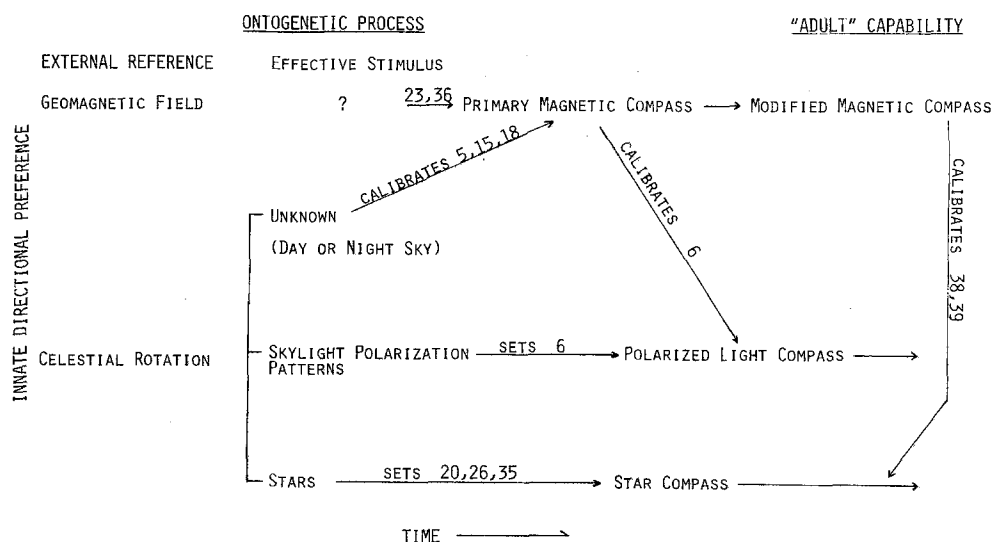 ONTOGENETIC PROCESS
"ADULT" CAPABILITY
EXTERNAL REFERENCE
EFFECTIVE STIMULUS
GEOMAGNETIC FIELD
?
23,36
PRIMARY MAGNETIC COMPASS
MODIFIED MAGNETIC COMPASS
CALIBRATES 5,15,18
CALIBRATES 6
CALIBRATES 38,39
INNATE DIRECTIONAL PREFERENCE
UNKNOWN
(DAY OR NIGHT SKY)
CELESTIAL ROTATION
SKYLIGHT POLARIZATION
PATTERNS
SETS 6
POLARIZED LIGHT COMPASS
STARS
SETS 20,26,35
STAR COMPASS
TIME